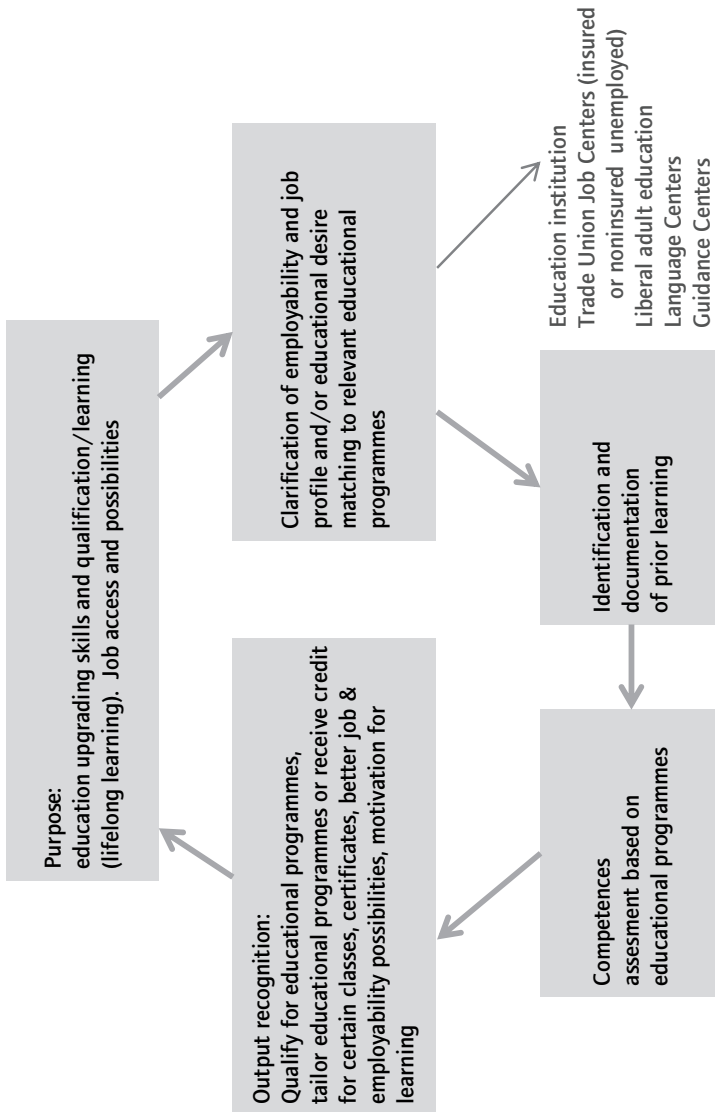 Purpose:
education upgrading skills and qualification/learning
(lifelong learning).  Job access and possibilities
Clarification of employability and job
profile and/or educational desire
matching to relevant educational
programmes
Education institution
Trade Union Job Centers (insured
or noninsured  unemployed)
Liberal adult education
Language Centers
Guidance Centers
Identification and
documentation
of prior learning
Competences
assesment based on
educational programmes
Output recognition:
Qualify for educational programmes,
tailor educational programmes or receive credit
for certain classes, certificates, better job &
employability possibilities, motivation for
learning